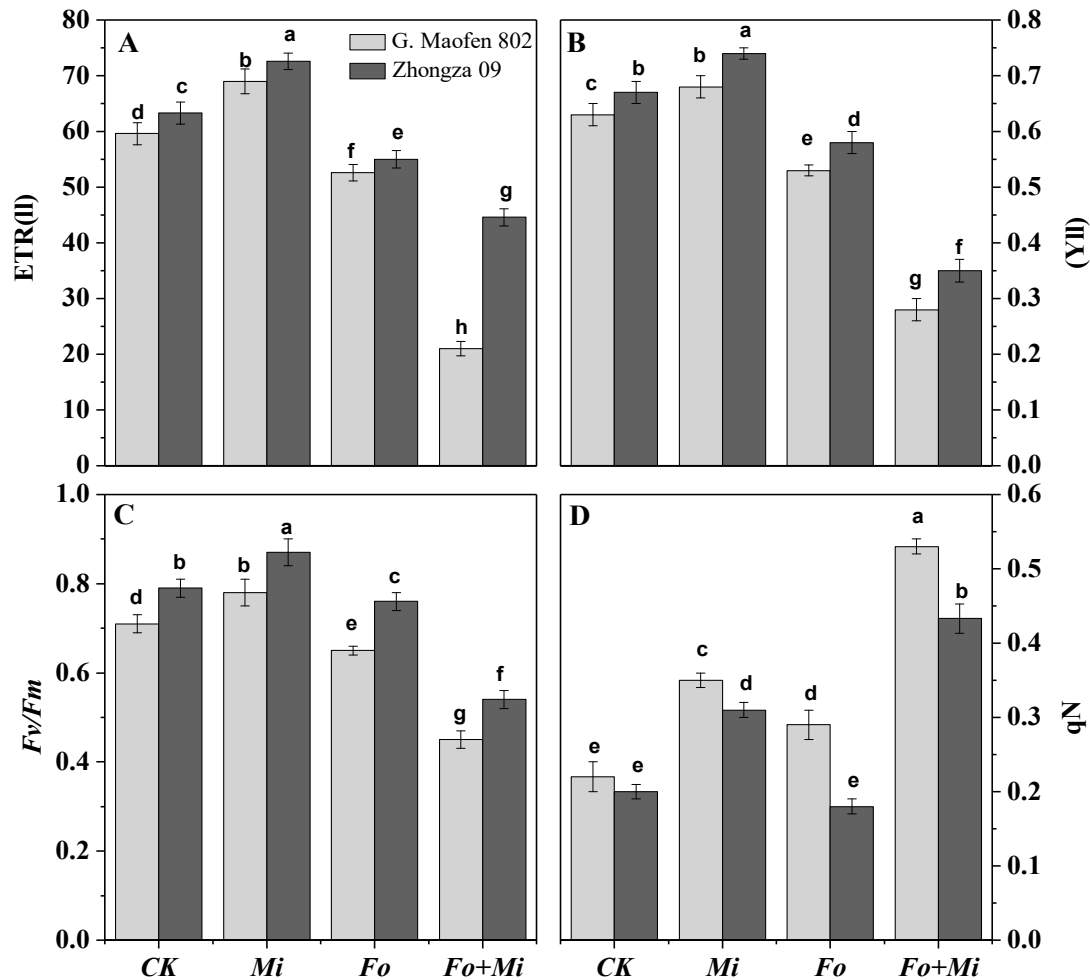 A
G. Maofen 802
Zhongza 09
80
70
60
50
40
30
20
10
0
ETR(ll)
d
c
b
a
f
e
h
g
B
0.8
0.7
0.6
0.5
0.4
0.3
0.2
0.1
0.0
(Yll)
c
b
b
a
e
d
g
f
C
1.0
0.8
0.6
0.4
0.2
0.0
Fv/Fm
d
b
b
a
e
c
g
f
CK Mi Fo Fo+Mi
D
0.6
0.5
0.4
0.3
0.2
0.1
0.0
qN
e
e
c
d
d
e
a
b
CK Mi Fo Fo+Mi